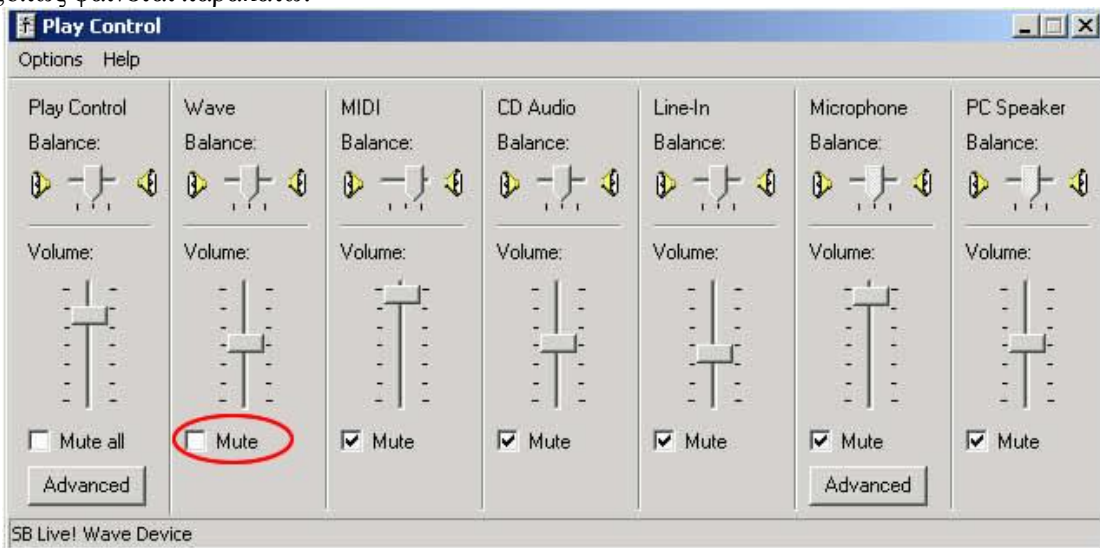 φαίνεται παρακάτω.
Play Control
Options Help
Play Control Wave MIDI CD Audio Line-In Microphone PC Speaker
Balance: Balance: Balance: Balance: Balance: Balance: Balance:
Volume: Volume: Volume: Volume: Volume: Volume: Volume:
Mute all Mute Mute Mute Mute Mute Mute
Advanced Advanced
SB Live! Wave Device